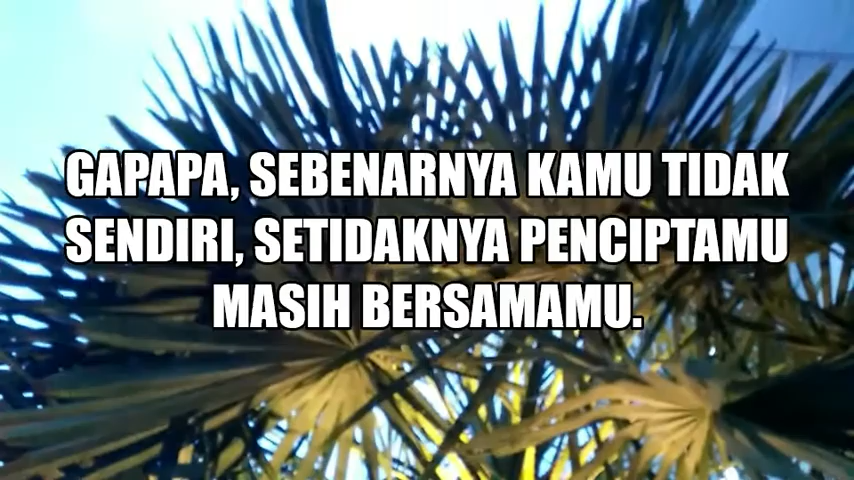 GAPAPA, SEBENARNYA KAMU TIDAK
SENDIRI, SETIDAKNYA PENCIPTAMU
MASIH BERSAMAMU.